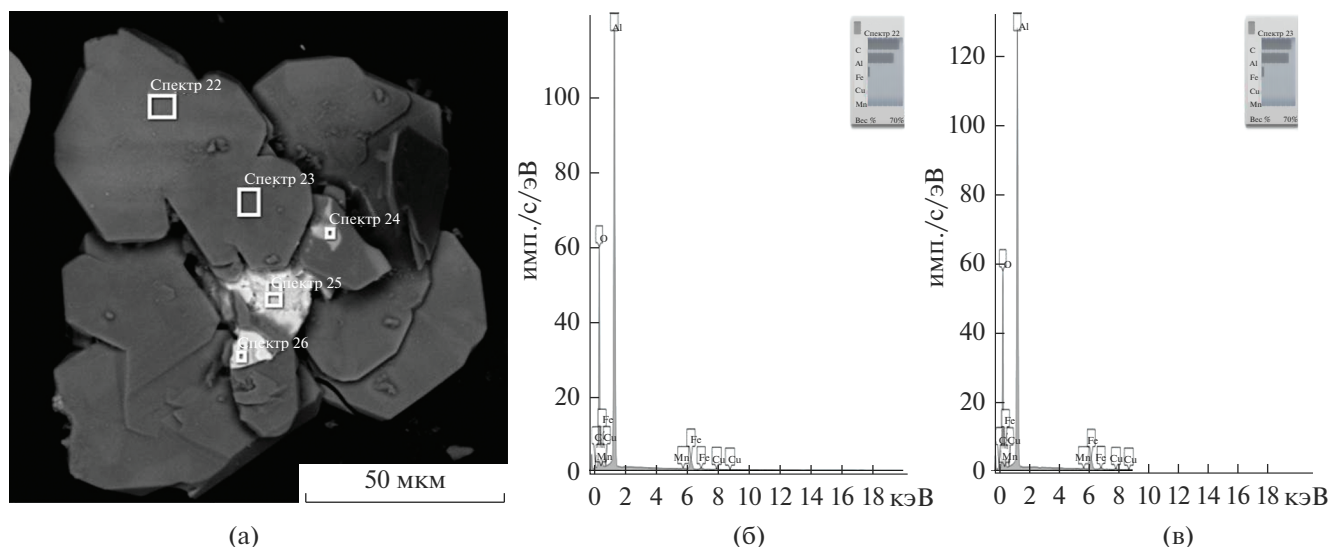 Спектр 22
Спектр 23
Спектр 24
Спектр 25
Спектр 26
50 мкм
(а)
имп./с/эВ
100
80
60
40
20
0
Al
O
Fe
C Cu
Mn
Fe
Mn Fe Cu Cu
0 2 4 6 8 10 12 14 16 18 кэВ
Спектр 22
C
Al
Fe
Cu
Mn
Вес % 70%
(б)
имп./с/эВ
120
100
80
60
40
20
0
Al
O
Fe
C Cu
Mn
Fe
Mn Fe Cu Cu
0 2 4 6 8 10 12 14 16 18 кэВ
Спектр 23
C
Al
Fe
Cu
Mn
Вес % 70%
(в)